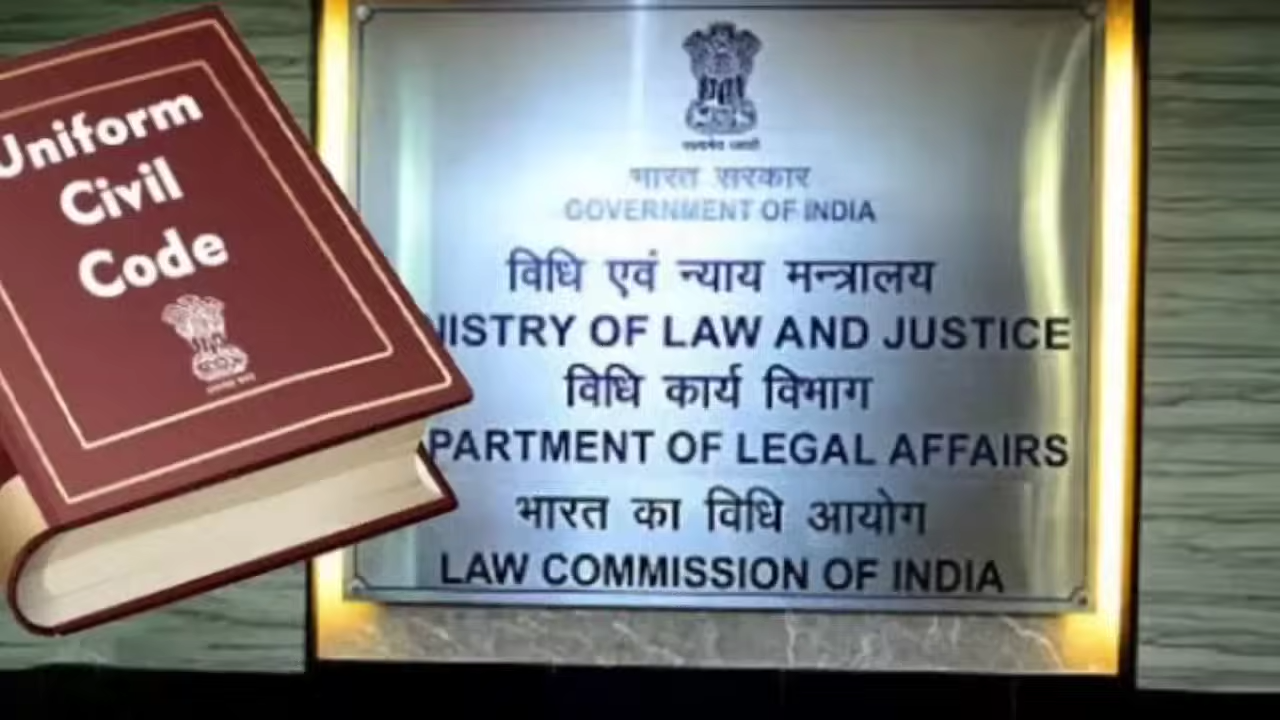 Uniform
Civil
Code
भारत सरकार
GOVERNMENT OF INDIA
विधि एवं न्याय मन्त्रालय
NISTRY OF LAW AND JUSTICE
विधि कार्य विभाग
PARTMENT OF LEGAL AFFAIRS
भारत का विधि आयोग
LAW COMMISSION OF INDIA